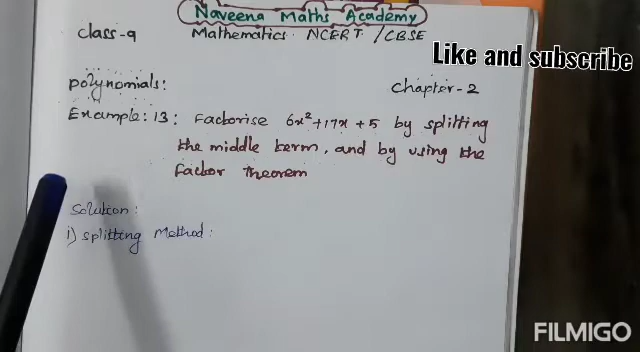 Naveena Maths Academy
Class-9 Mathematics. NCERT /CBSE
Like and subscribe
Polynomials: Chapter-2
Example: 13: Factorise 6x²+17x+5 by splitting
the middle term, and by using the
Factor Theorem
Solution:
i) Splitting Method:
FILMIGO